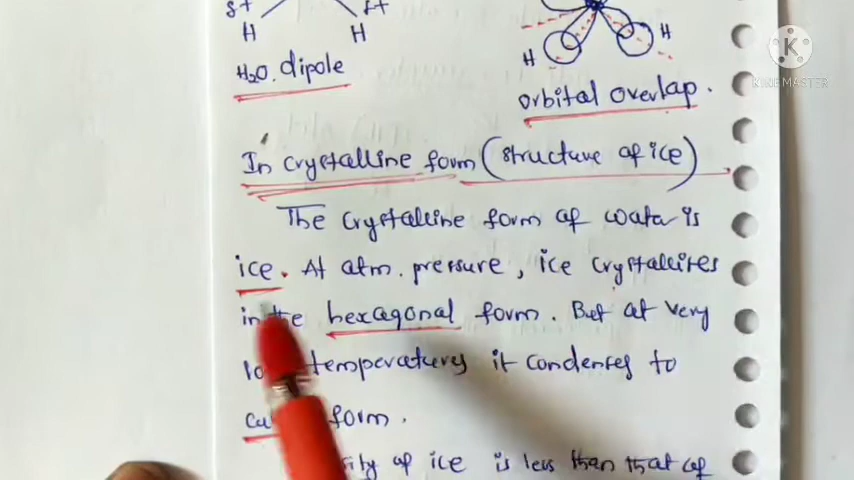 δ+ δ+
H H H H
H₂O. dipole
orbital overlap.
In crystalline form (structure of ice)
The crystalline form of water is
ice. At atm. pressure, ice crystallites
in the hexagonal form. But at very
temperatures it condenses to
form.
of ice is less than that of
K
KINEMASTER